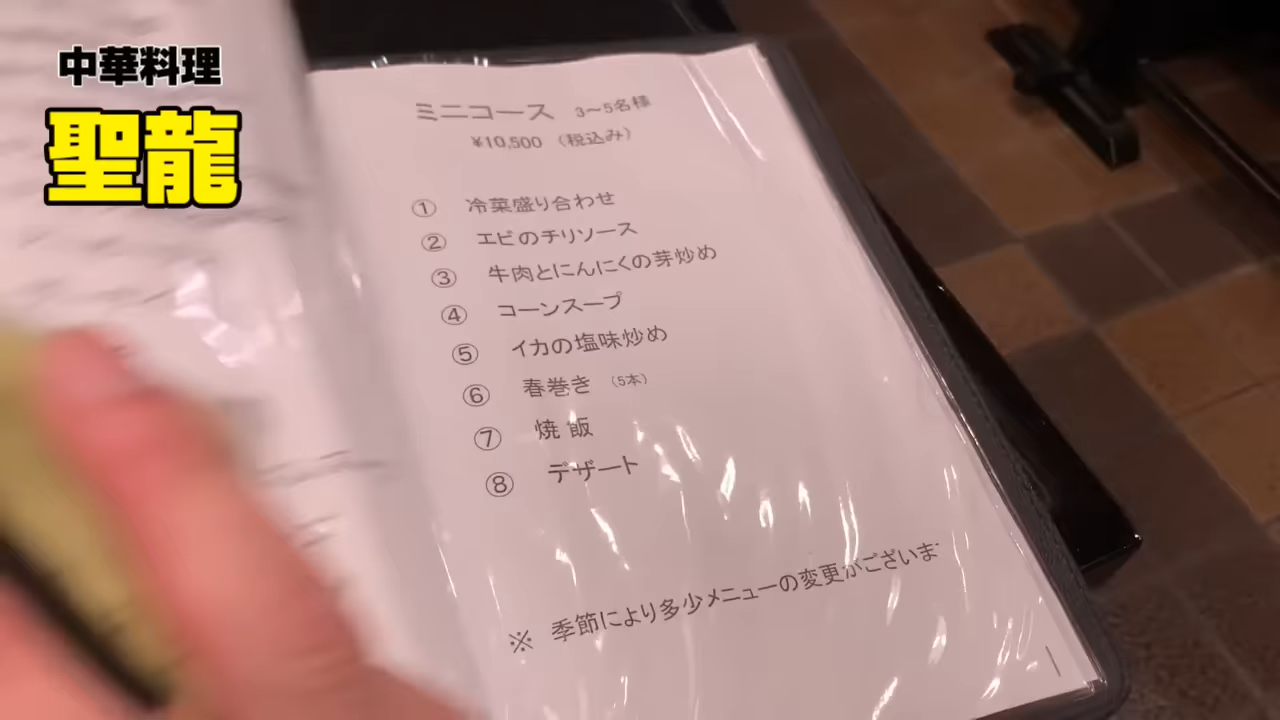 中華料理
聖龍
ミニコース 3～5名様
¥10,500 (税込み)
① 冷菜盛り合わせ
② エビのチリソース
③ 牛肉とにんにくの芽炒め
④ コーンスープ
⑤ イカの塩味炒め
⑥ 春巻き (5本)
⑦ 焼飯
⑧ デザート
※ 季節により多少メニューの変更がございま